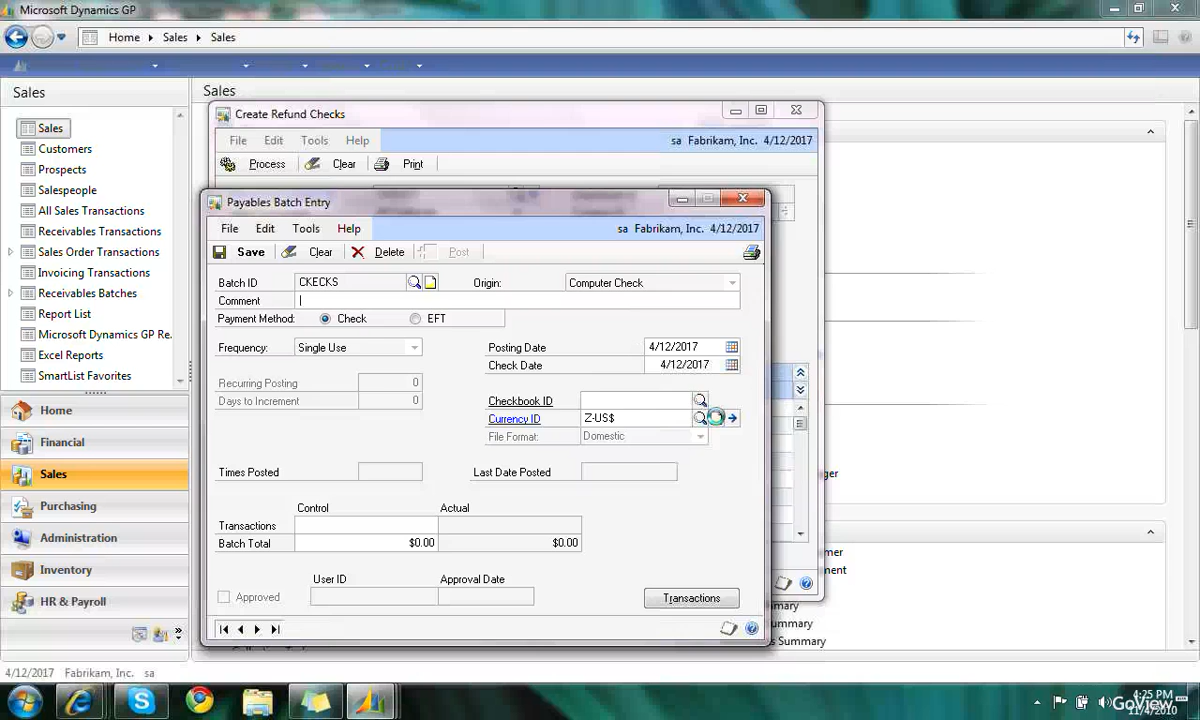 Microsoft Dynamics GP
Home Sales Sales
Sales
Sales
Sales
Customers
Prospects
Salespeople
All Sales Transactions
Receivables Transactions
Sales Order Transactions
Invoicing Transactions
Receivables Batches
Report List
Microsoft Dynamics GP Re...
Excel Reports
SmartList Favorites
Home
Financial
Sales
Purchasing
Administration
Inventory
HR & Payroll
Create Refund Checks
File Edit Tools Help
sa Fabrikam, Inc. 4/12/2017
Process Clear Print
Payables Batch Entry
File Edit Tools Help
sa Fabrikam, Inc. 4/12/2017
Save Clear Delete Post
Batch ID CKECKS Origin: Computer Check
Comment
Payment Method: Check EFT
Frequency: Single Use Posting Date 4/12/2017
Check Date 4/12/2017
Recurring Posting 0
Days to Increment 0 Checkbook ID
Currency ID Z-US$
File Format: Domestic
Times Posted Last Date Posted
Control Actual
Transactions
Batch Total $0.00 $0.00
User ID Approval Date
Approved
Transactions
Summary
4/12/2017 Fabrikam, Inc. sa
4:25 PM
11/4/2010
GoView